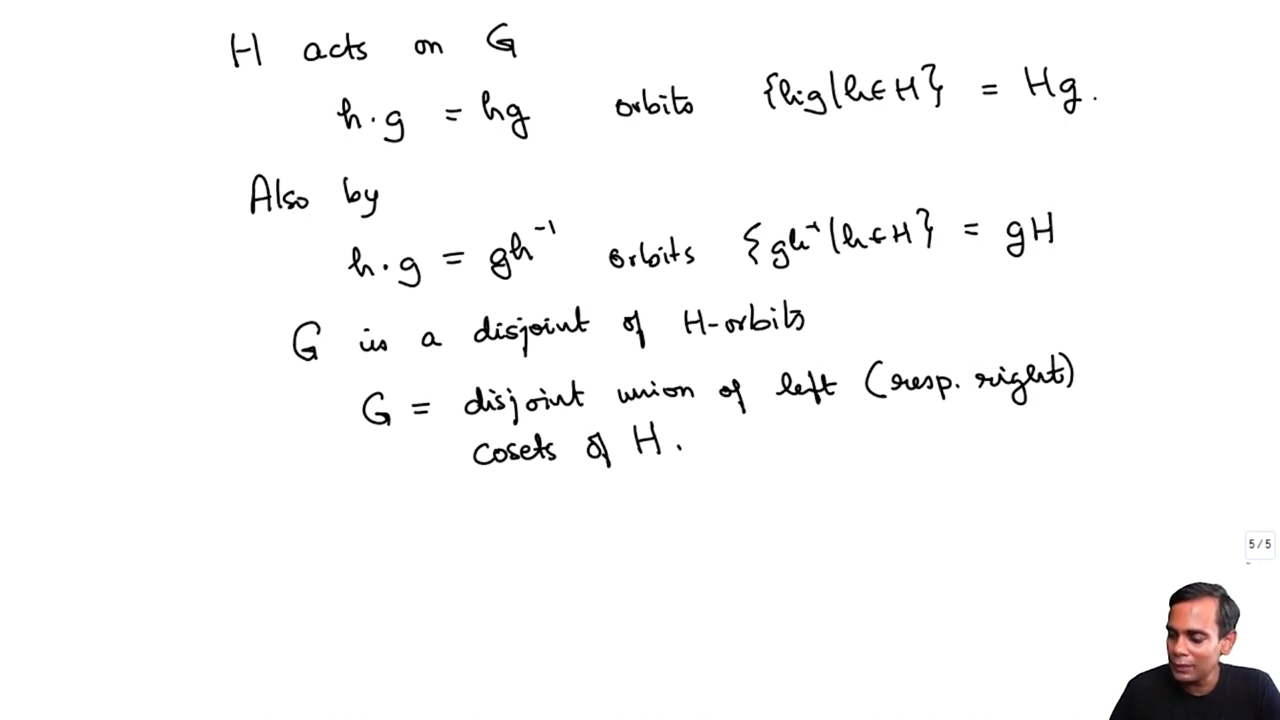 H acts on G
h·g = hg orbits {hg|h∈H} = Hg.
Also by
h·g = gh⁻¹ orbits {gh⁻¹|h∈H} = gH
G is a disjoint of H-orbits
G = disjoint union of left (resp. right)
cosets of H.
5/5